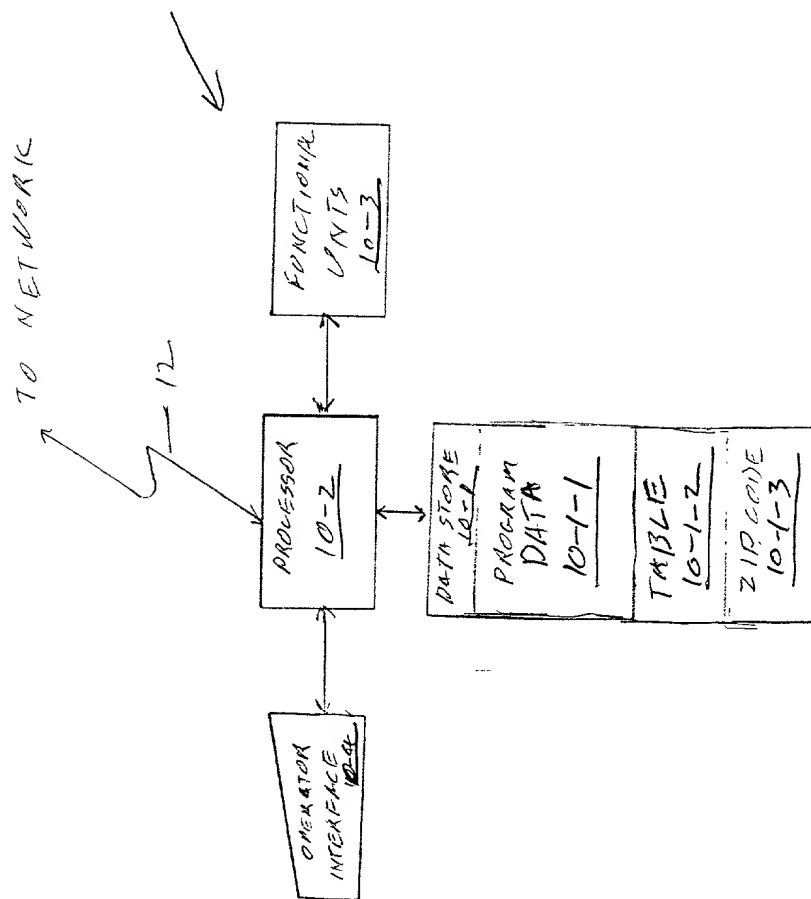 TO NETWORK
12
OPERATOR
INTERFACE
10-4
PROCESSOR
10-2
FUNCTIONAL
UNITS
10-3
DATA STORE
10-1
PROGRAM
DATA
10-1-1
TABLE
10-1-2
ZIP CODE
10-1-3